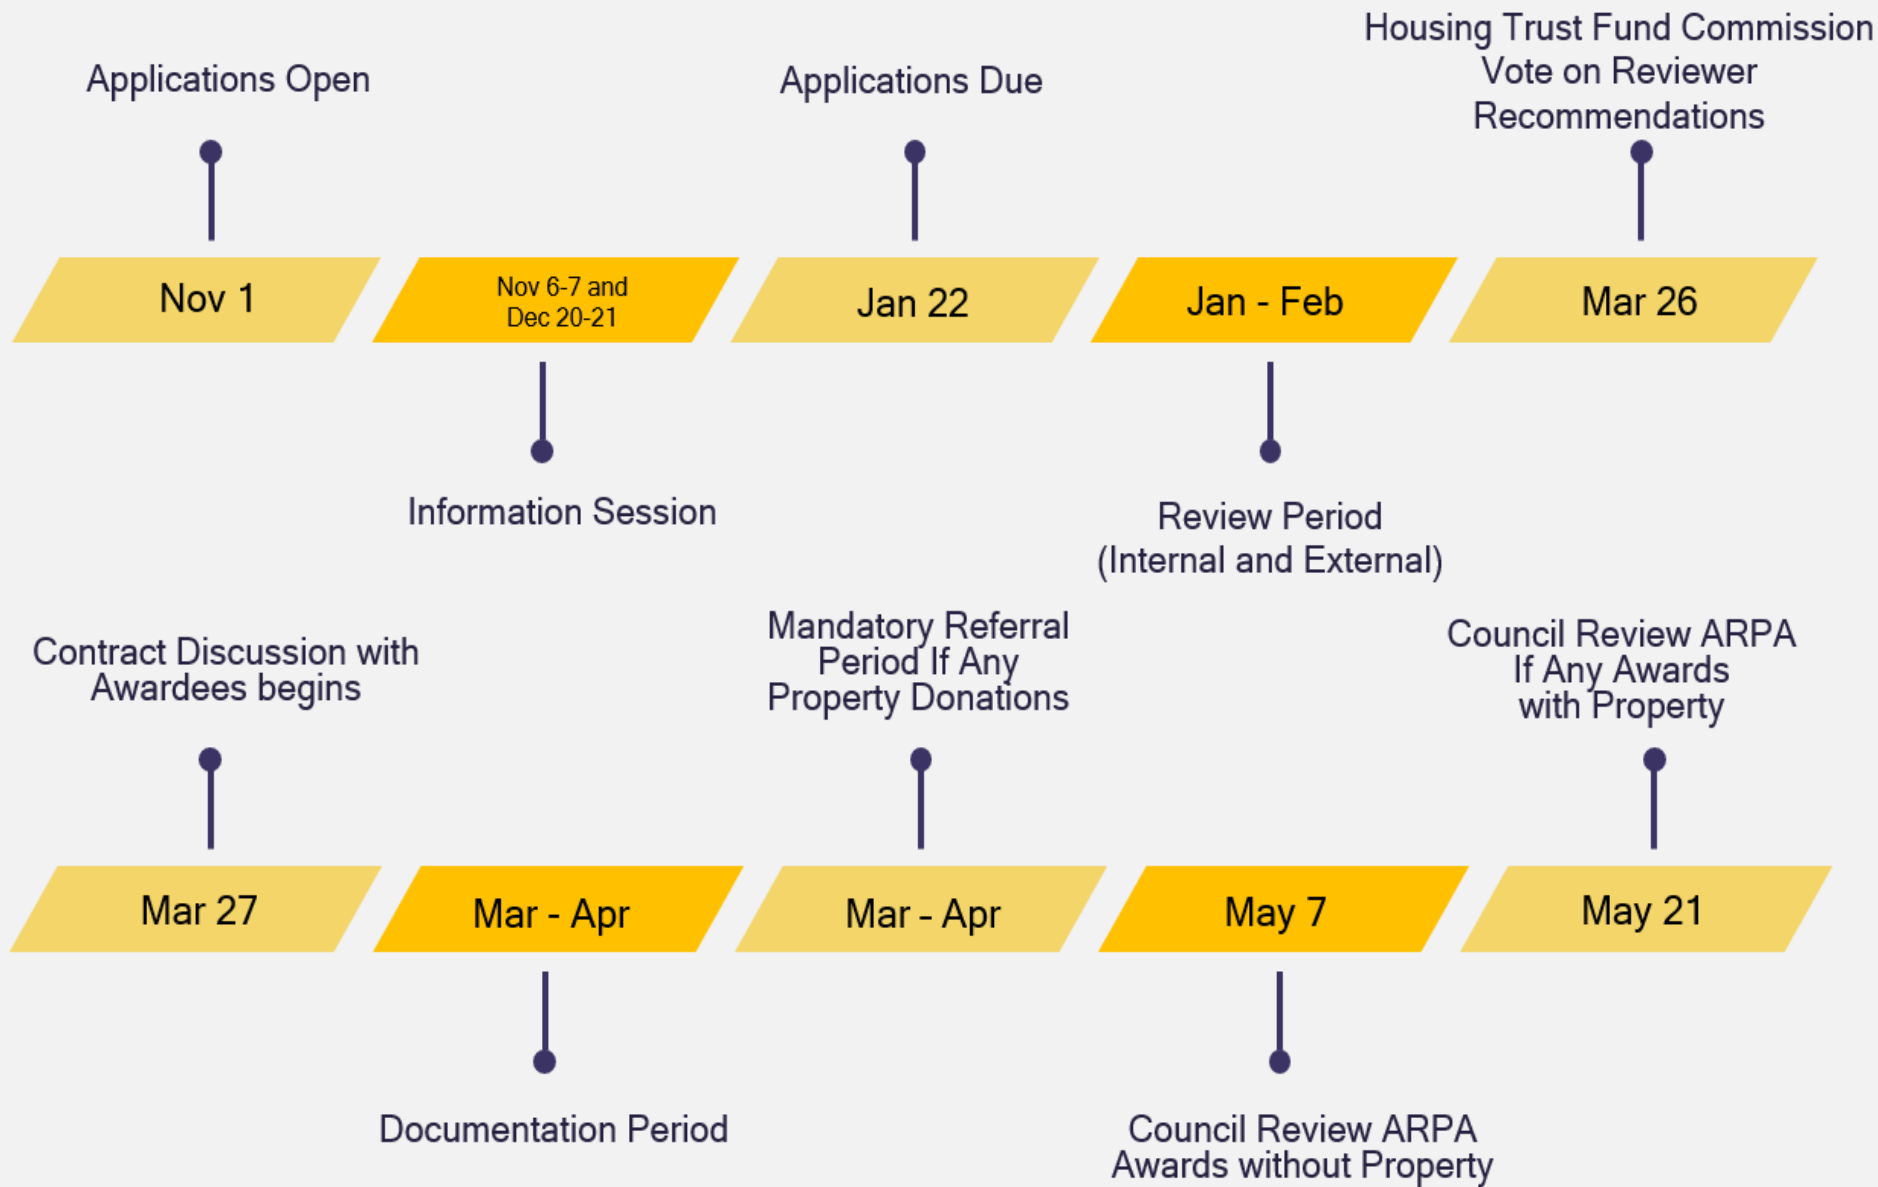 Applications Open
Applications Due
Housing Trust Fund Commission
Vote on Reviewer
Recommendations
Nov 1
Nov 6-7 and
Dec 20-21
Jan 22
Jan - Feb
Mar 26
Information Session
Review Period
(Internal and External)
Contract Discussion with
Awardees begins
Mandatory Referral
Period If Any
Property Donations
Council Review ARPA
If Any Awards
with Property
Mar 27
Mar - Apr
Mar - Apr
May 7
May 21
Documentation Period
Council Review ARPA
Awards without Property